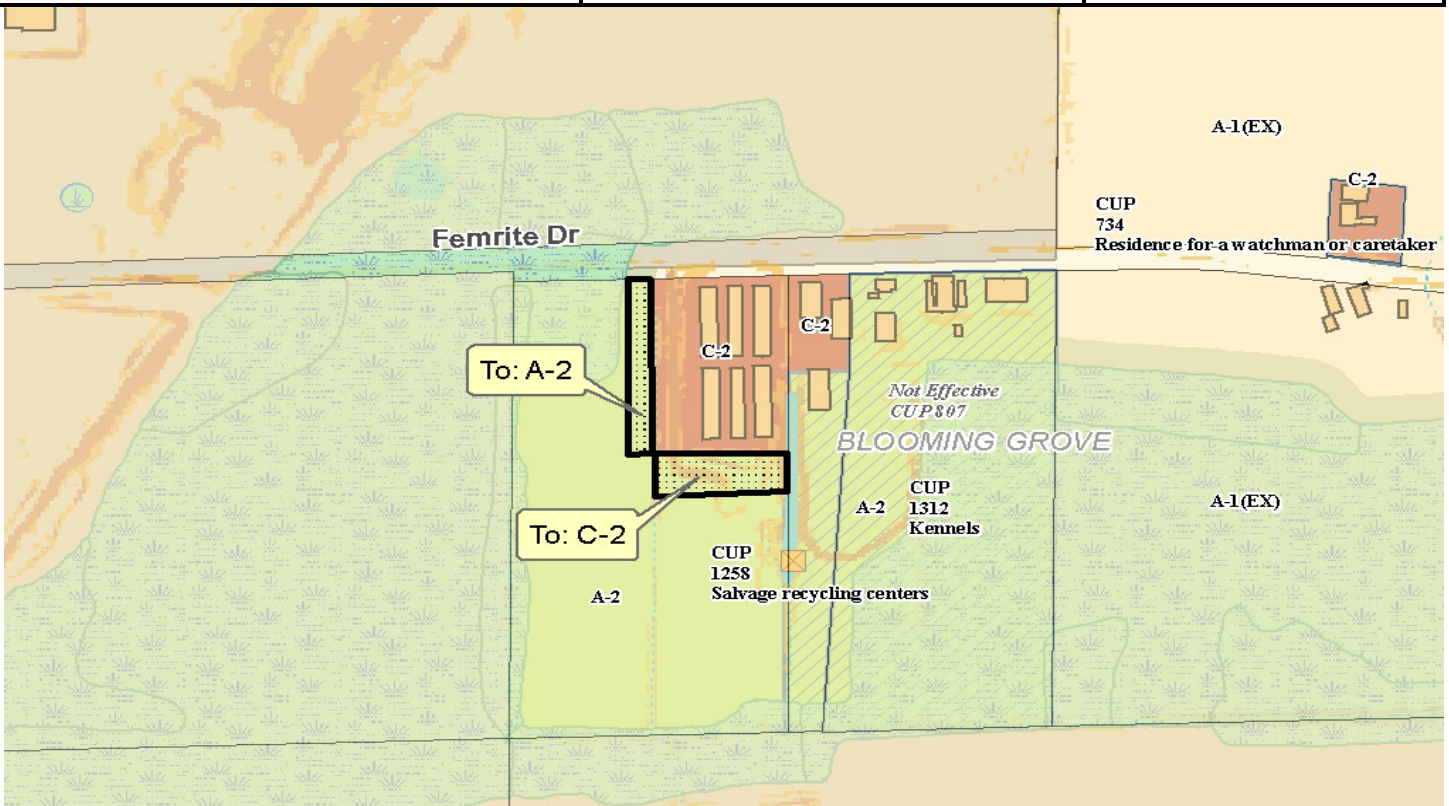 A-1(EX)
C-2
CUP
734
Residence for a watchman or caretaker
Femrite Dr
To: A-2
C-2
C-2
Not Effective
CUP 807
BLOOMING GROVE
A-2
CUP
1312
Kennels
A-1(EX)
To: C-2
CUP
1258
Salvage recycling centers
A-2